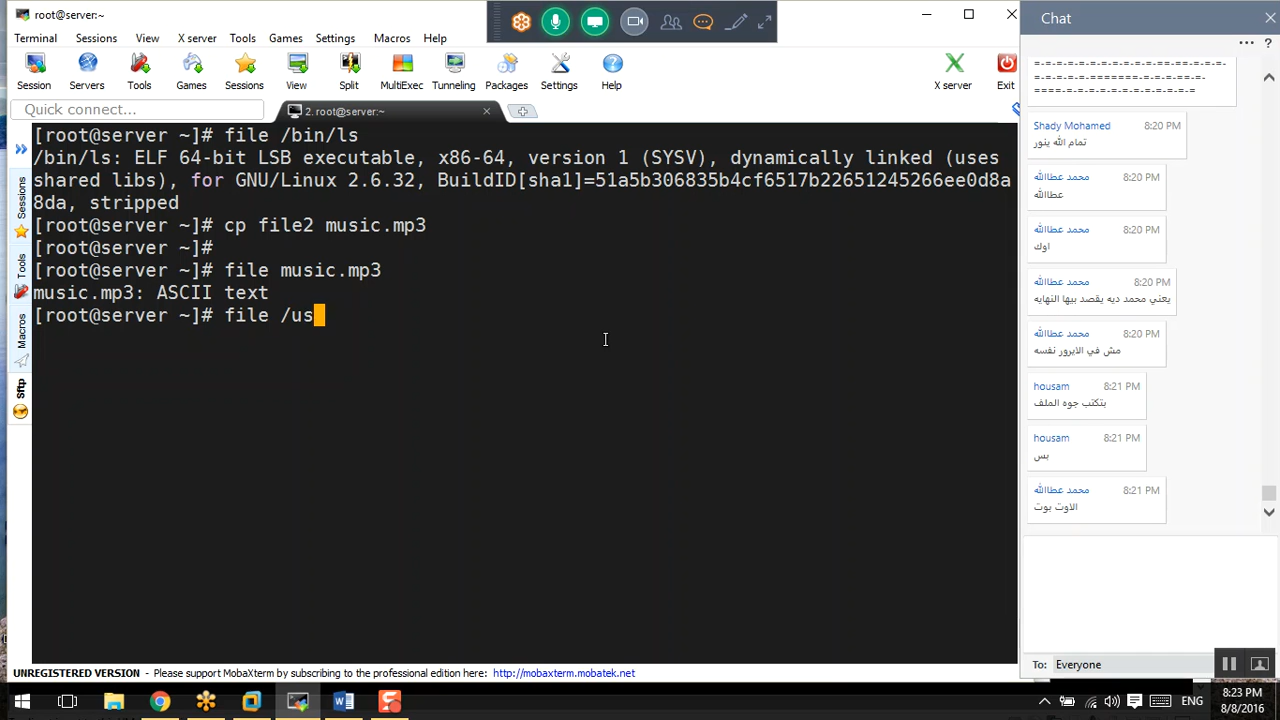 root@server:~
Terminal Sessions View X server Tools Games Settings Macros Help
Session Servers Tools Games Sessions View Split MultiExec Tunneling Packages Settings Help X server Exit
Quick connect...
2. root@server:~
Sessions
Tools
Macros
Sftp
[root@server ~]# file /bin/ls
/bin/ls: ELF 64-bit LSB executable, x86-64, version 1 (SYSV), dynamically linked (uses
shared libs), for GNU/Linux 2.6.32, BuildID[sha1]=51a5b306835b4cf6517b22651245266ee0d8a
8da, stripped
[root@server ~]# cp file2 music.mp3
[root@server ~]#
[root@server ~]# file music.mp3
music.mp3: ASCII text
[root@server ~]# file /us
UNREGISTERED VERSION - Please support MobaXterm by subscribing to the professional edition here: http://mobaxterm.mobatek.net
Chat
Shady Mohamed 8:20 PM
تمام الله ينور
محمد عطاالله 8:20 PM
عطاالله
محمد عطاالله 8:20 PM
اوك
محمد عطاالله 8:20 PM
يعني محمد ديه يقصد بيها النهايه
محمد عطاالله 8:20 PM
مش في الايرور نفسه
housam 8:21 PM
بتكتب جوه الملف
housam 8:21 PM
بس
محمد عطاالله 8:21 PM
الاوت بوت
To: Everyone
ENG
8:23 PM
8/8/2016